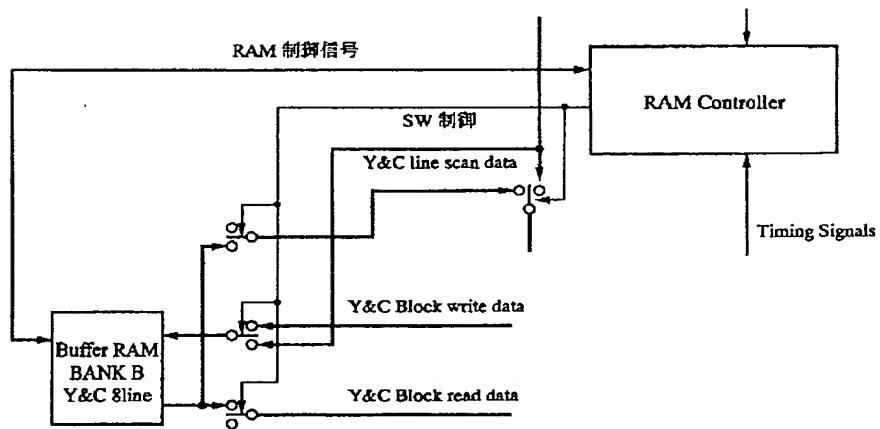 RAM 制御信号
RAM Controller
SW 制御
Y&C line scan data
Timing Signals
Y&C Block write data
Buffer RAM
BANK B
Y&C 8line
Y&C Block read data